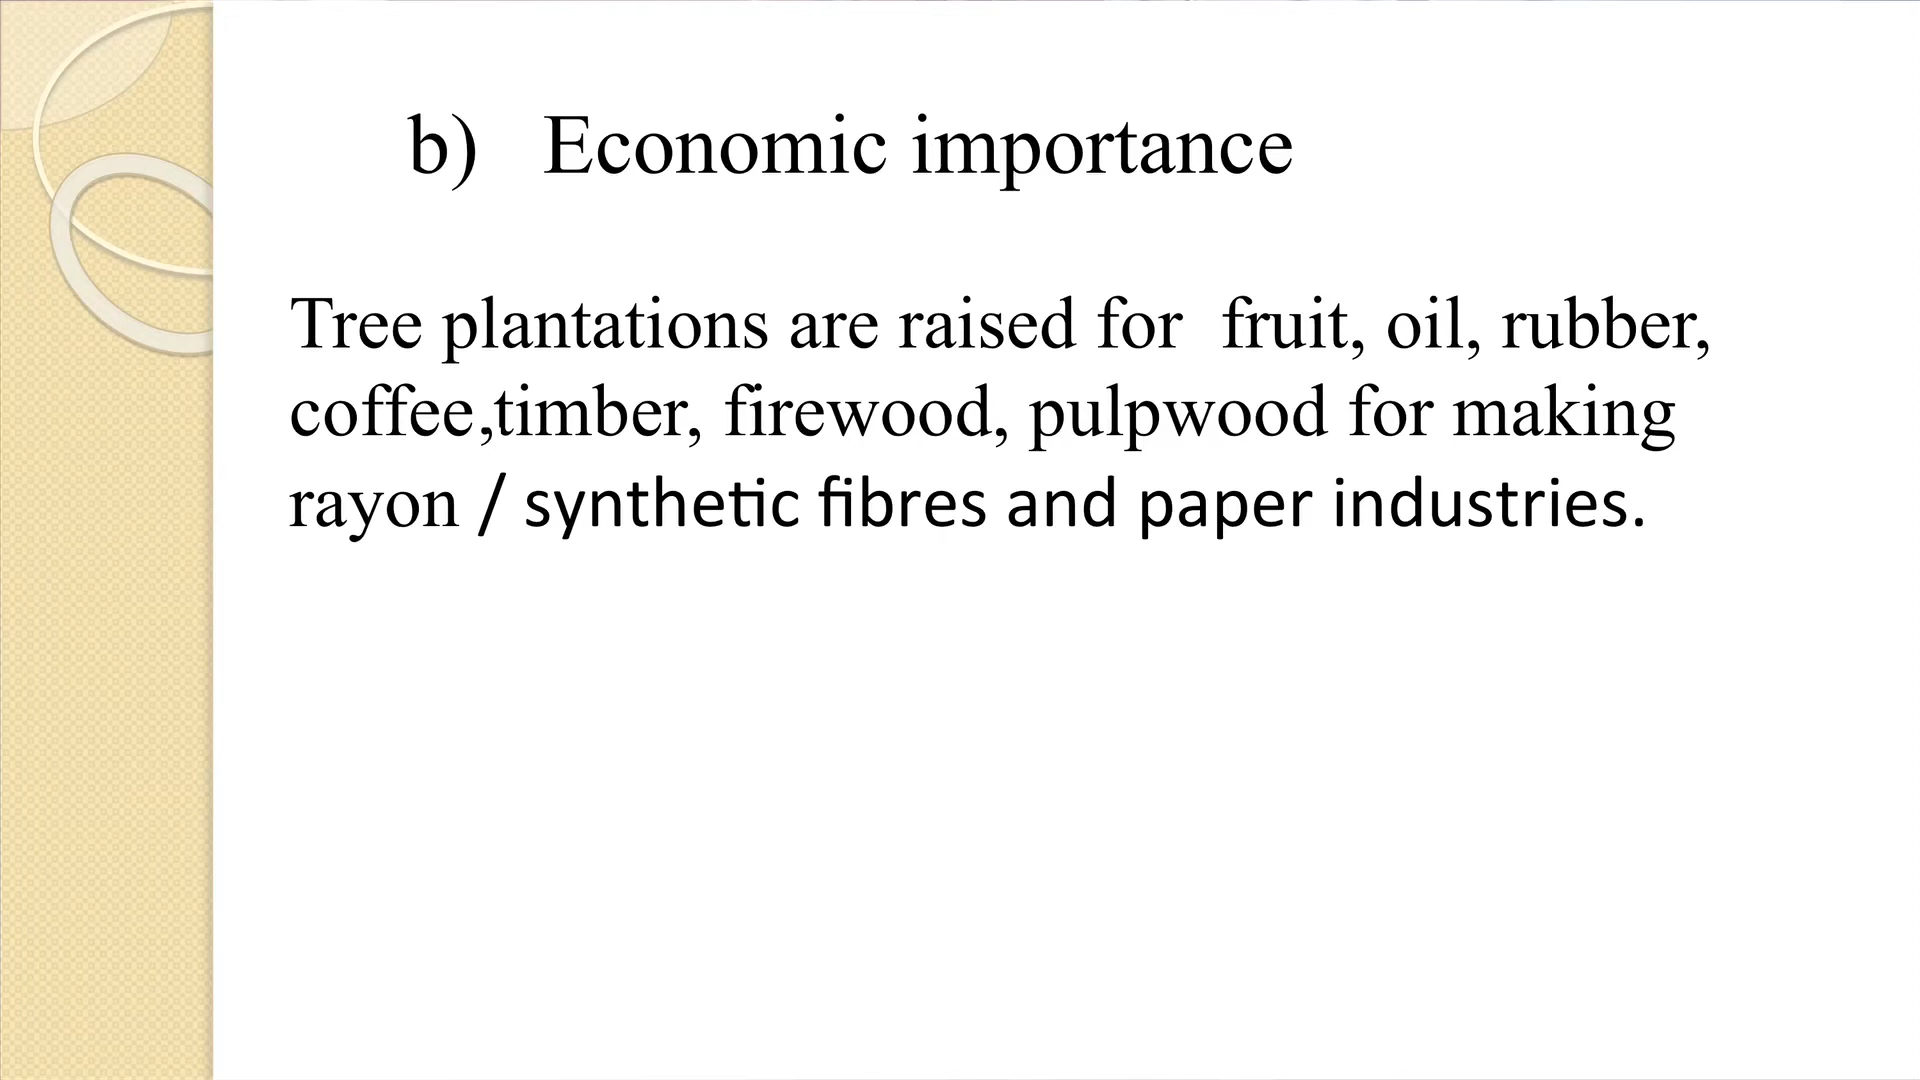 b) Economic importance
Tree plantations are raised for fruit, oil, rubber,
coffee,timber, firewood, pulpwood for making
rayon / synthetic fibres and paper industries.